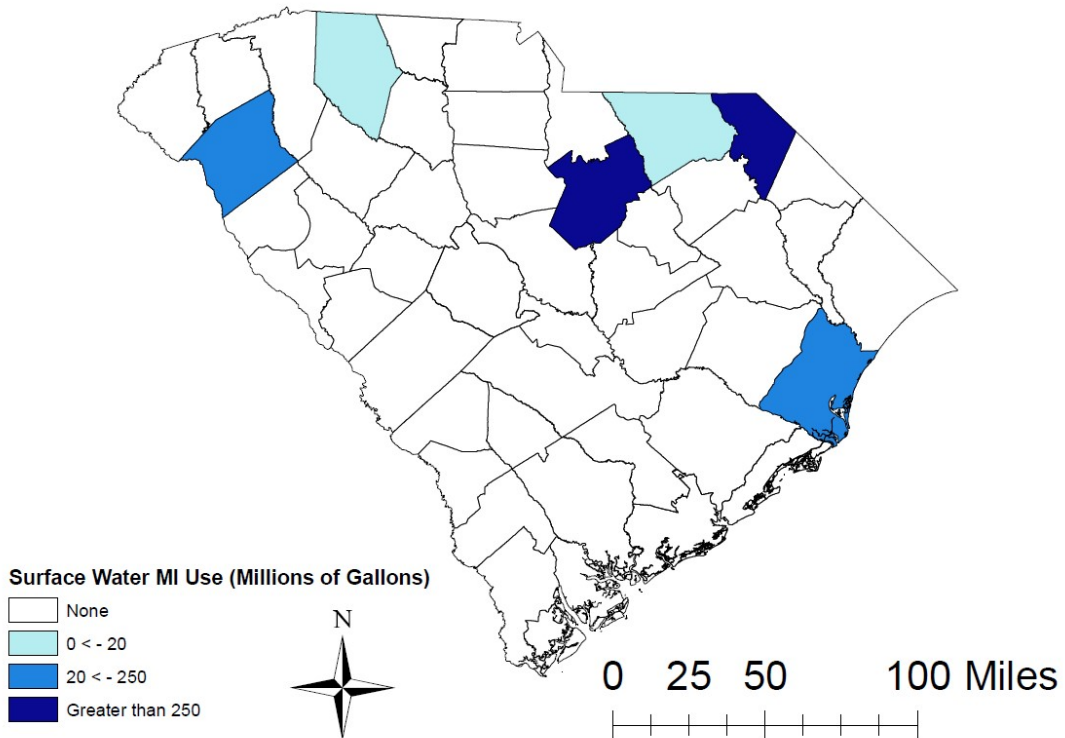 Surface Water MI Use (Millions of Gallons)
None
0 < - 20
20 < - 250
Greater than 250
N
0 25 50 100 Miles